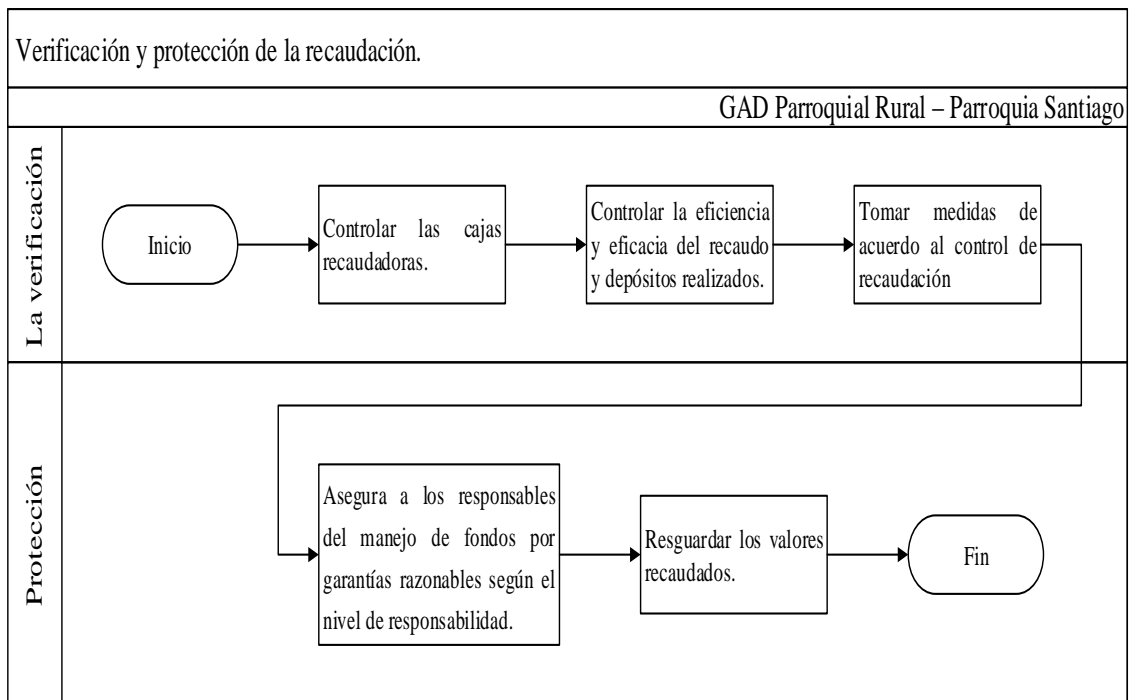 Verificación y protección de la recaudación.
GAD Parroquial Rural – Parroquia Santiago
La verificación
Inicio
Controlar las cajas
recaudadoras.
Controlar la eficiencia
y eficacia del recaudo
y depósitos realizados.
Tomar medidas de
acuerdo al control de
recaudación
Protección
Asegura a los responsables
del manejo de fondos por
garantías razonables según el
nivel de responsabilidad.
Resguardar los valores
recaudados.
Fin